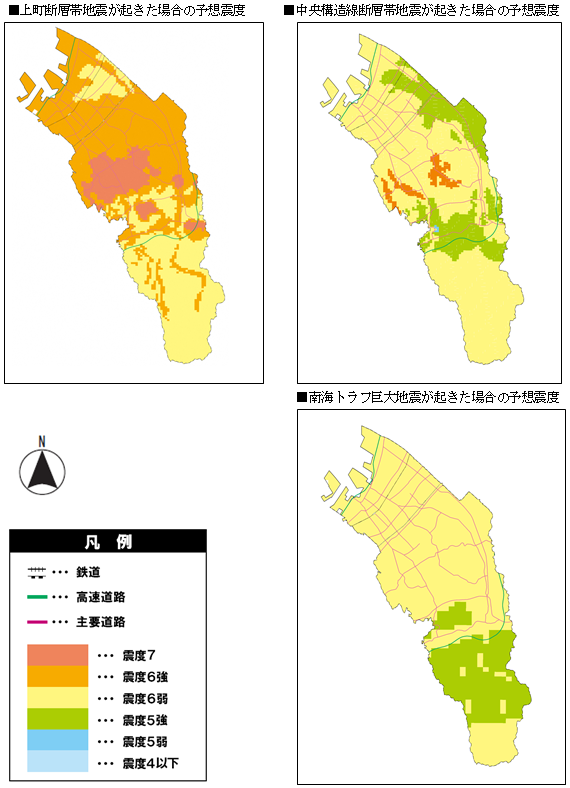 ■上町断層帯地震が起きた場合の予想震度
■中央構造線断層帯地震が起きた場合の予想震度
■南海トラフ巨大地震が起きた場合の予想震度
N
凡 例
･･･ 鉄道
･･･ 高速道路
･･･ 主要道路
･･･ 震度7
･･･ 震度6強
･･･ 震度6弱
･･･ 震度5強
･･･ 震度5弱
･･･ 震度4以下